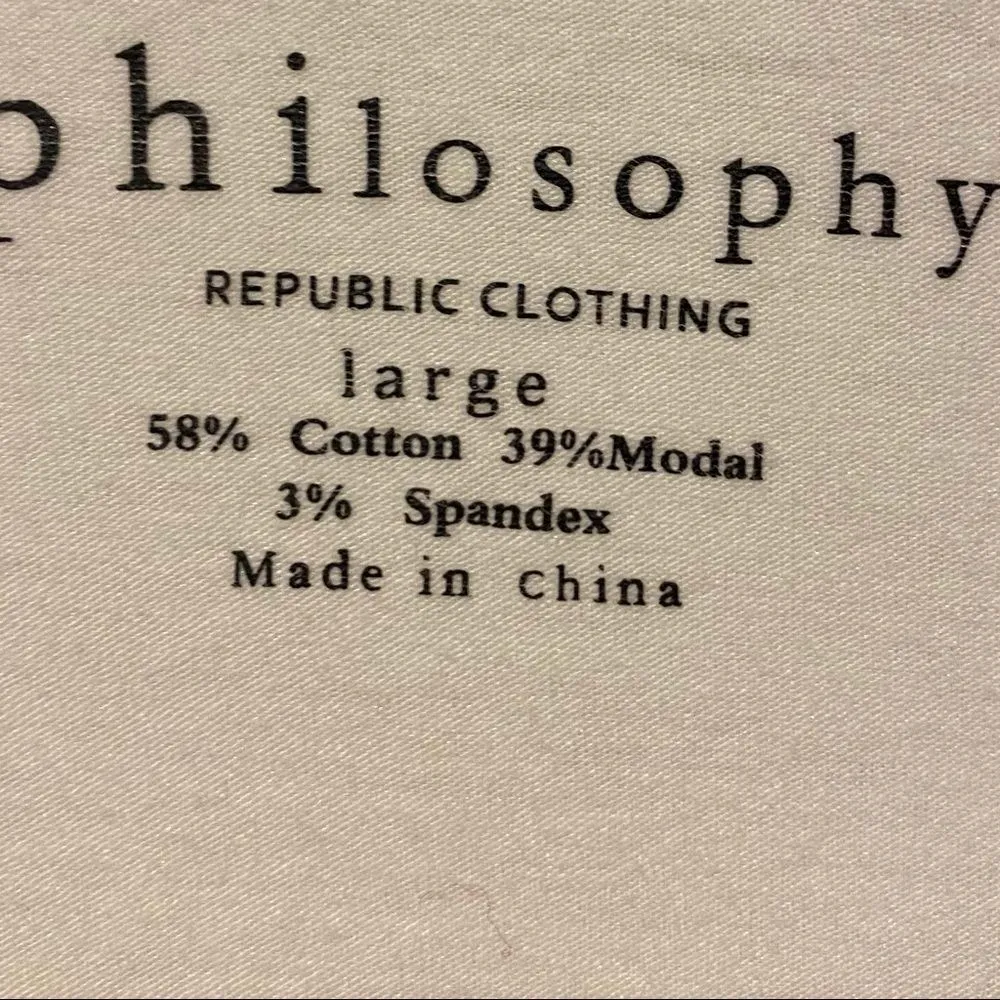 philosophy
REPUBLIC CLOTHING
large
58% Cotton 39%Modal
3% Spandex
Made in China